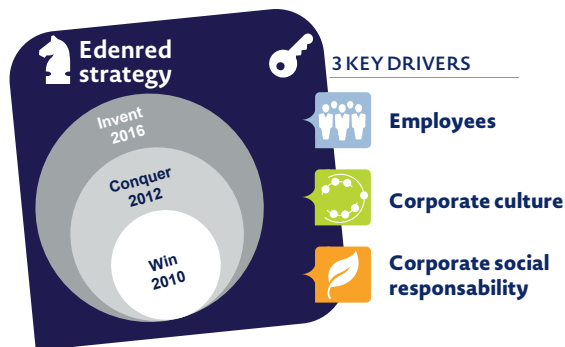 Edenred
strategy
3 KEY DRIVERS
Invent
2016
Conquer
2012
Win
2010
Employees
Corporate culture
Corporate social
responsability